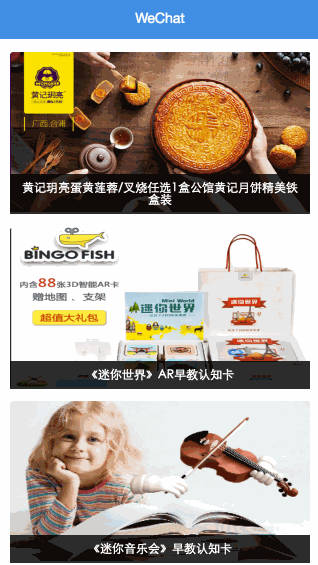 WeChat
黄记玥亮
广西·合浦
黄记玥亮蛋黄莲蓉/叉烧任选1盒公馆黄记月饼精美铁
盒装
BINGO FISH
内含88张3D智能AR卡
赠地图 、支架
超值大礼包
Mini World
迷你世界
《迷你世界》AR早教认知卡
《迷你音乐会》早教认知卡